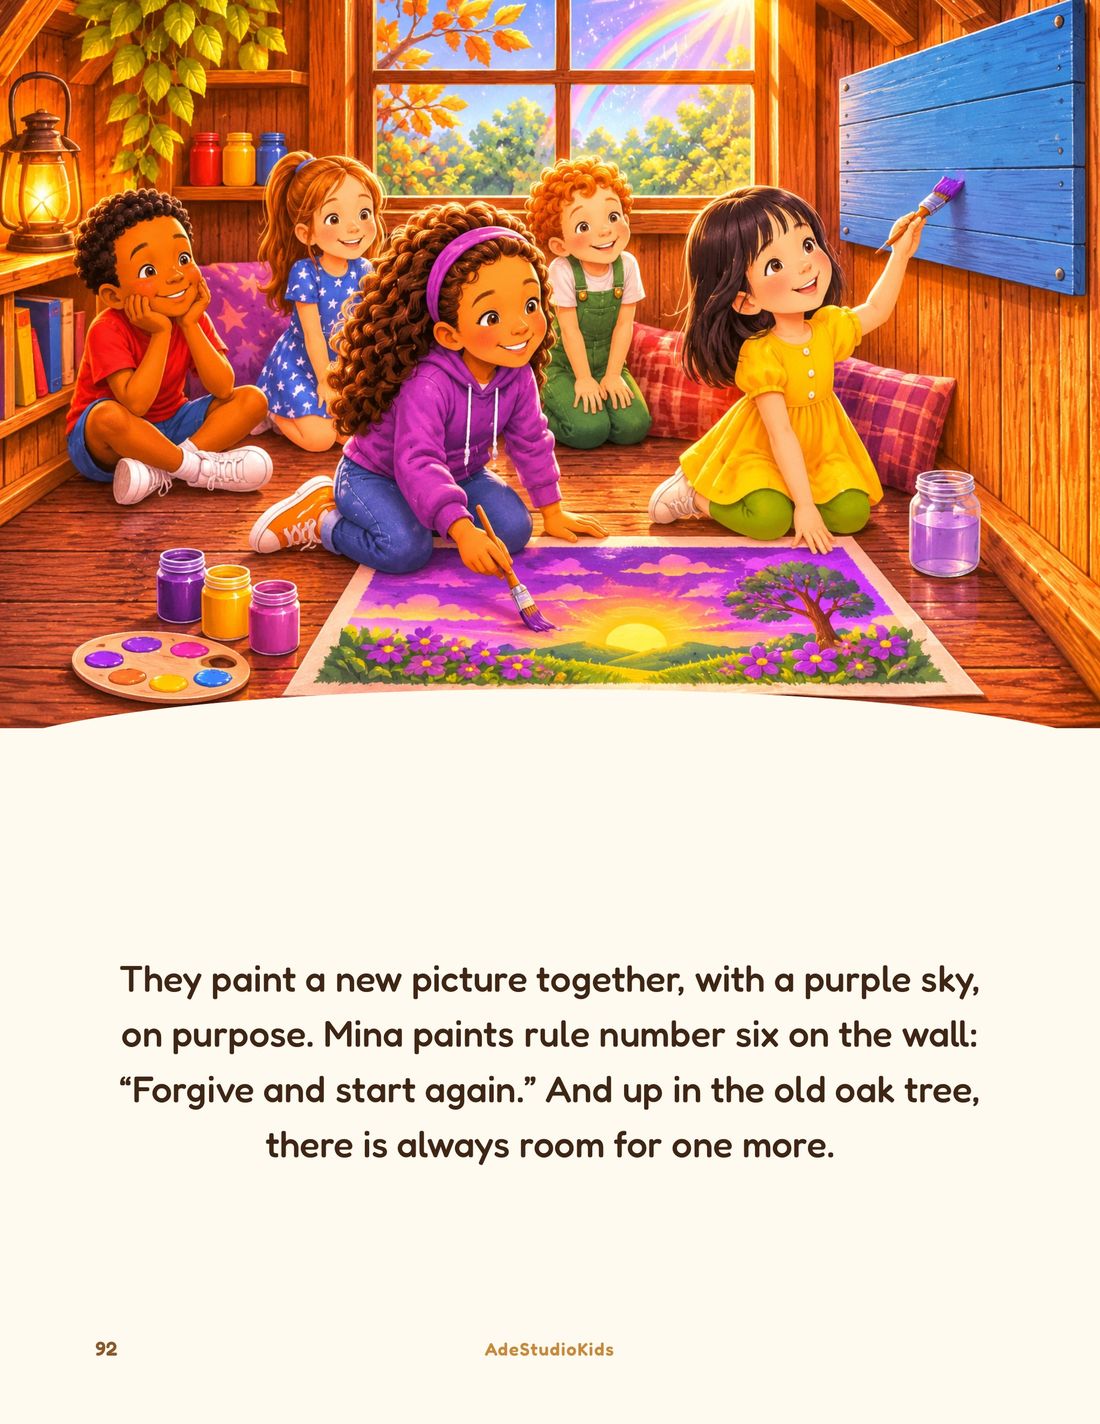 They paint a new picture together, with a purple sky,
on purpose. Mina paints rule number six on the wall:
“Forgive and start again.” And up in the old oak tree,
there is always room for one more.
92
AdeStudioKids